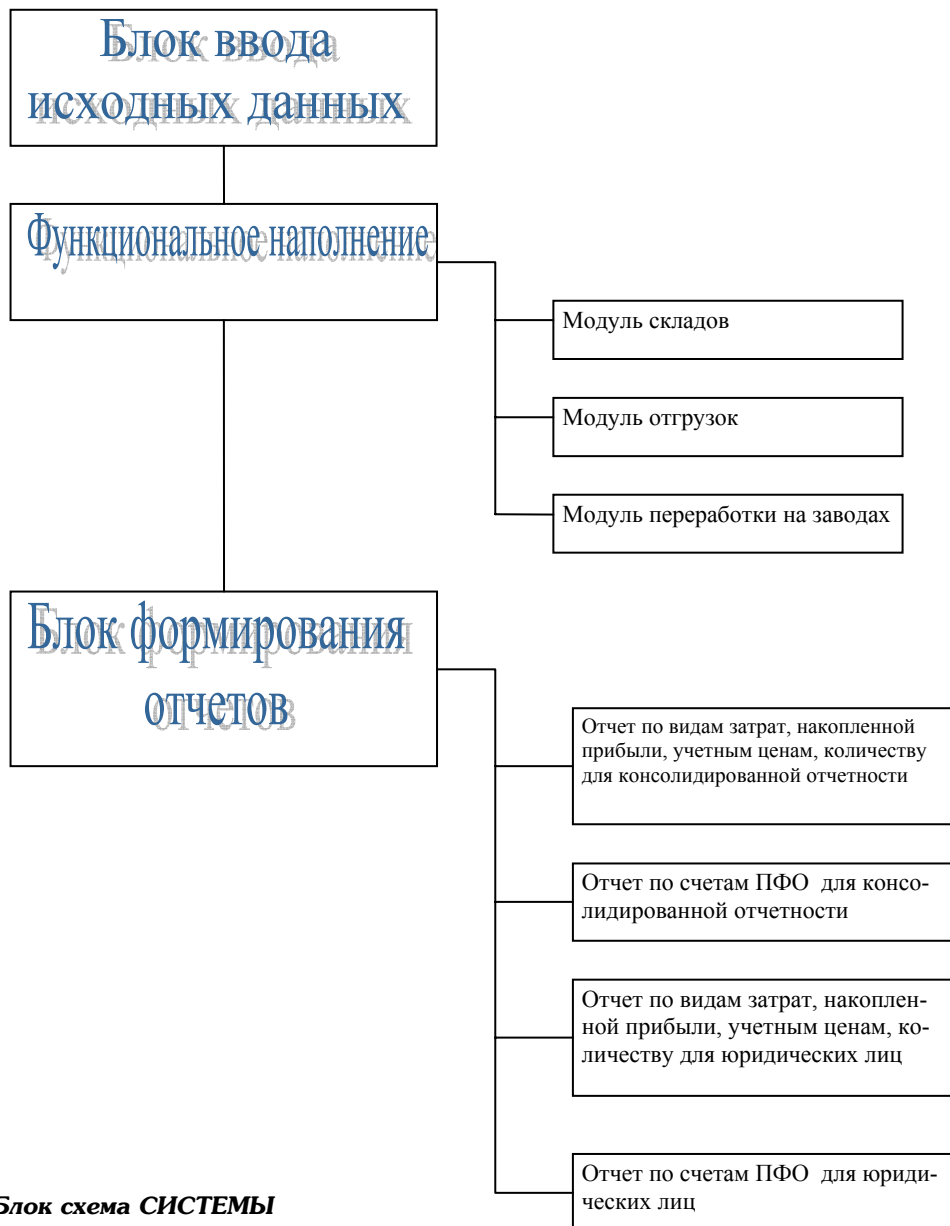 Блок ввода
исходных данных
Функциональное наполнение
Модуль складов
Модуль отгрузок
Модуль переработки на заводах
Блок формирования
отчетов
Отчет по видам затрат, накопленной
прибыли, учетным ценам, количеству
для консолидированной отчетности
Отчет по счетам ПФО для консо-
лидированной отчетности
Отчет по видам затрат, накоплен-
ной прибыли, учетным ценам, ко-
личеству для юридических лиц
Отчет по счетам ПФО для юриди-
ческих лиц
Блок схема СИСТЕМЫ